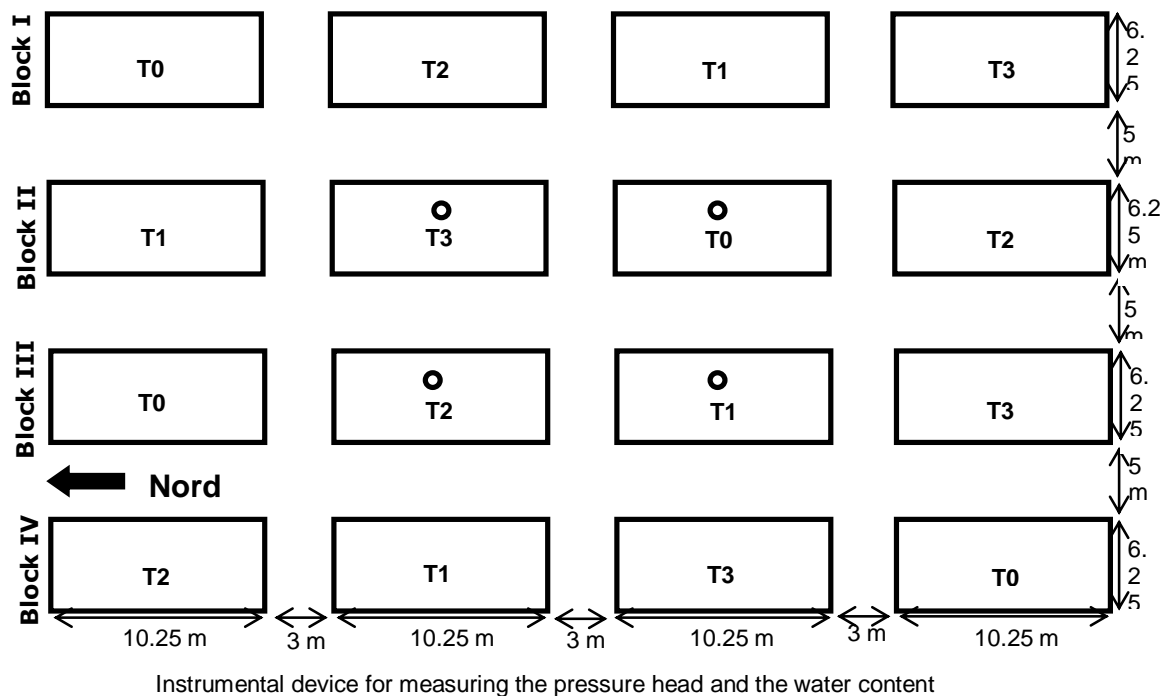 Block I
T0 T2 T1 T3
6.
2
5
5
m
Block II
T1 T3 T0 T2
6.2
5
m
5
m
Block III
T0 T2 T1 T3
6.
2
5
5
m
Nord
Block IV
T2 T1 T3 T0
6.
2
5
10.25 m 3 m 10.25 m 3 m 10.25 m 3 m 10.25 m
Instrumental device for measuring the pressure head and the water content